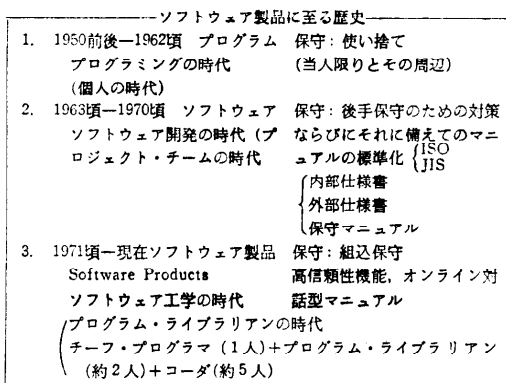 ソフトウェア製品に至る歴史
1. 1950前後―1962頃 プログラム 保守：使い捨て
プログラミングの時代 (当人限りとその周辺)
(個人の時代)
2. 1963頃―1970頃 ソフトウェア 保守：後手保守のための対策
ソフトウェア開発の時代 (プ ならびにそれに備えてのマニ
ロジェクト・チームの時代 ュアルの標準化 {ISO
JIS
内部仕様書
外部仕様書
保守マニュアル
3. 1971頃―現在ソフトウェア製品 保守：組込保守
Software Products 高信頼性機能，オンライン対
ソフトウェア工学の時代 話型マニュアル
プログラム・ライブラリアンの時代
チーフ・プログラマ (1人)+プログラム・ライブラリアン
(約2人)+コーダ(約5人)